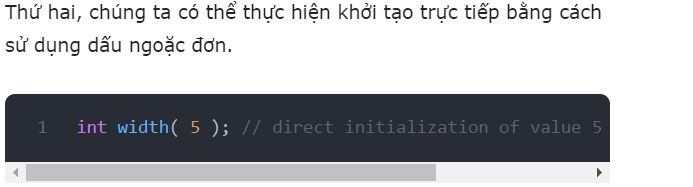 Thứ hai, chúng ta có thể thực hiện khởi tạo trực tiếp bằng cách
sử dụng dấu ngoặc đơn.
1 int width( 5 ); // direct initialization of value 5